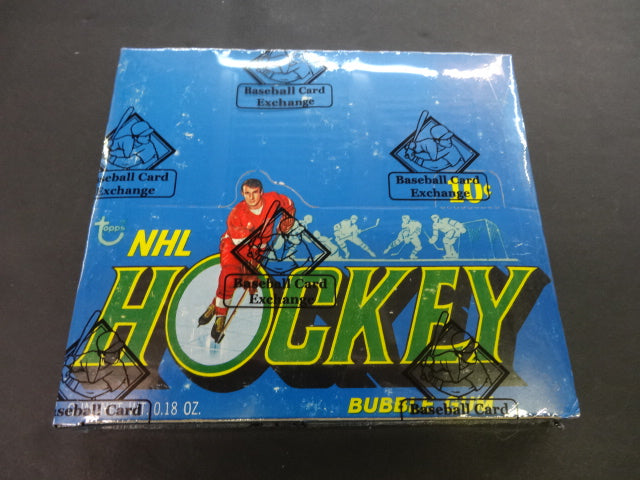 Baseball Card
Exchange
Baseball Card
Exchange
Baseball Card
Exchange
10¢
topps
NHL
HOCKEY
Baseball Card
Exchange
0.18 OZ.
BUBBLE GUM
Baseball Card
Baseball Card